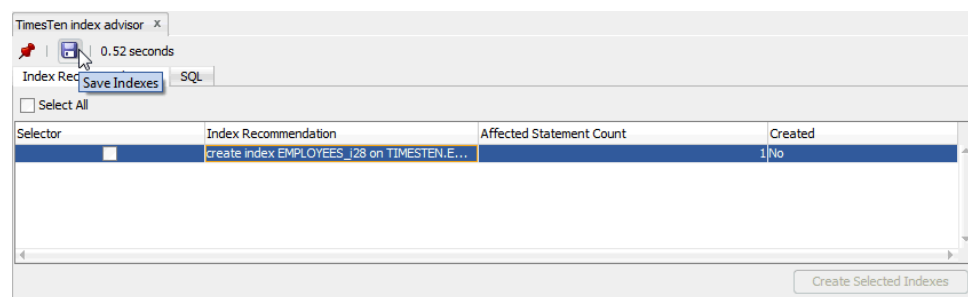 TimesTen index advisor x
0.52 seconds
Index Rec SQL
Save Indexes
Select All
Selector Index Recommendation Affected Statement Count Created
create index EMPLOYEES_i28 on TIMESTEN.E... 1 No
Create Selected Indexes